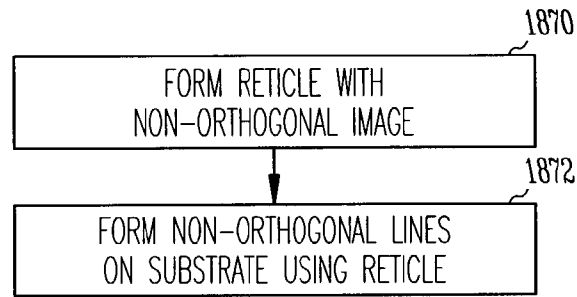 1870
FORM RETICLE WITH
NON-ORTHOGONAL IMAGE
1872
FORM NON-ORTHOGONAL LINES
ON SUBSTRATE USING RETICLE